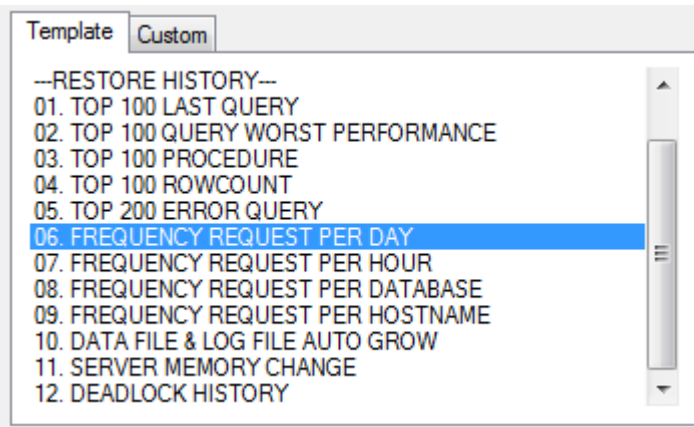 Template Custom
---RESTORE HISTORY---
01. TOP 100 LAST QUERY
02. TOP 100 QUERY WORST PERFORMANCE
03. TOP 100 PROCEDURE
04. TOP 100 ROWCOUNT
05. TOP 200 ERROR QUERY
06. FREQUENCY REQUEST PER DAY
07. FREQUENCY REQUEST PER HOUR
08. FREQUENCY REQUEST PER DATABASE
09. FREQUENCY REQUEST PER HOSTNAME
10. DATA FILE & LOG FILE AUTO GROW
11. SERVER MEMORY CHANGE
12. DEADLOCK HISTORY